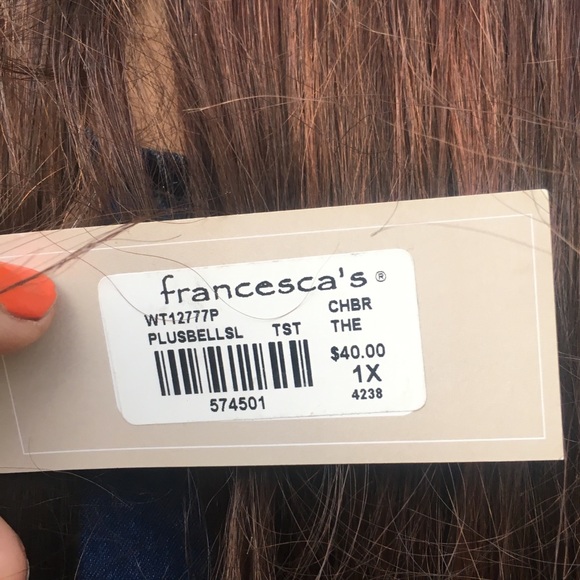 francesca's®
WT12777P CHBR
PLUSBELLSL TST THE
$40.00
1X
574501 4238